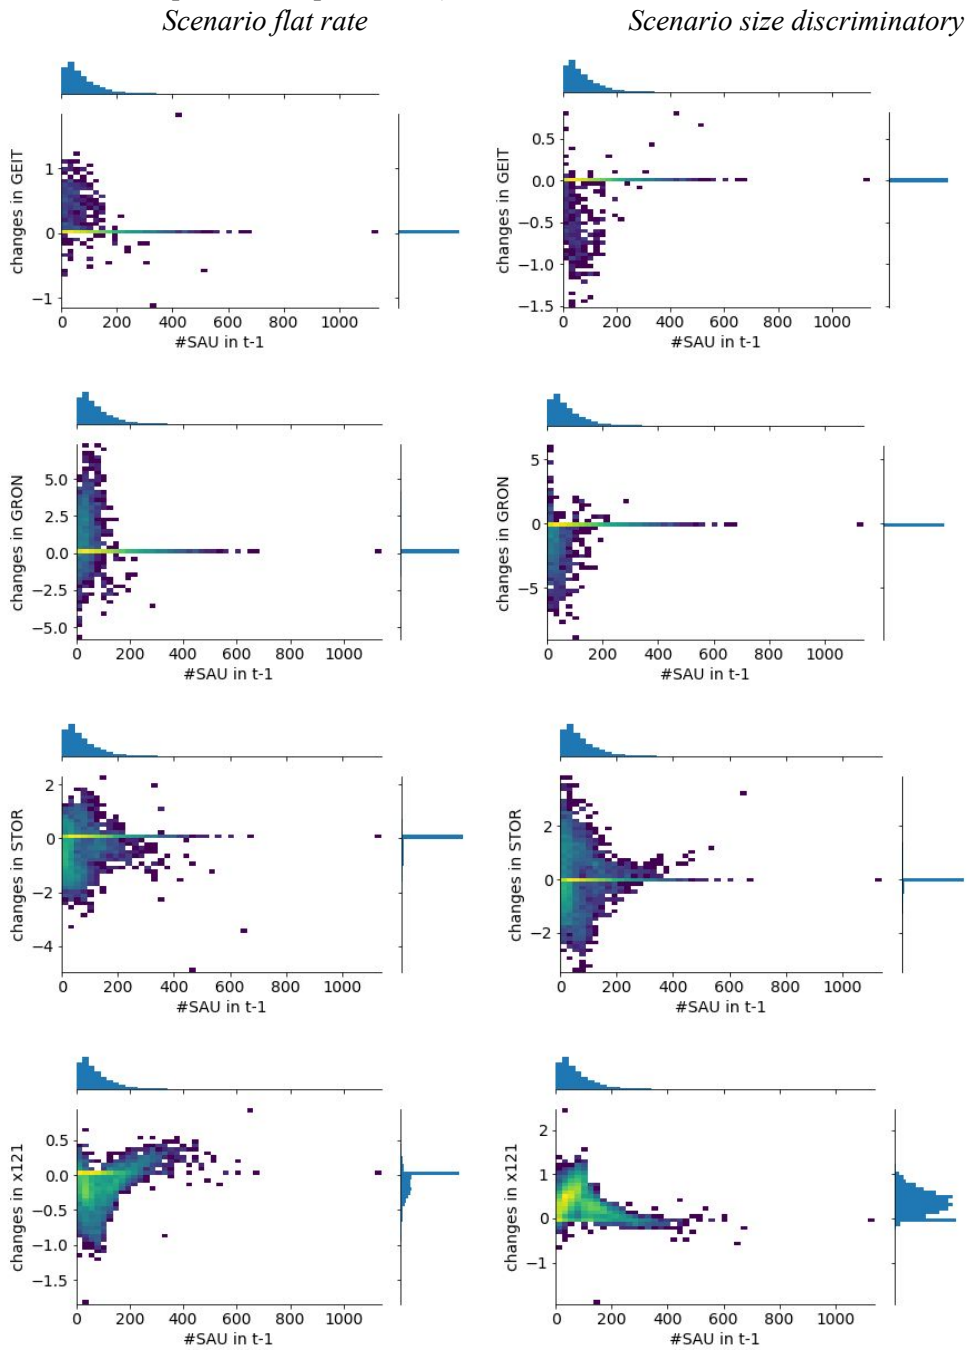 Scenario flat rate
Scenario size discriminatory
changes in GEIT
1
0
−1
0 200 400 600 800 1000
#SAU in t-1
changes in GEIT
0.5
0.0
−0.5
−1.0
−1.5
0 200 400 600 800 1000
#SAU in t-1
changes in GRON
5.0
2.5
0.0
−2.5
−5.0
0 200 400 600 800 1000
#SAU in t-1
changes in GRON
5
0
−5
0 200 400 600 800 1000
#SAU in t-1
changes in STOR
2
0
−2
−4
0 200 400 600 800 1000
#SAU in t-1
changes in STOR
2
0
−2
0 200 400 600 800 1000
#SAU in t-1
changes in x121
0.5
0.0
−0.5
−1.0
−1.5
0 200 400 600 800 1000
#SAU in t-1
changes in x121
2
1
0
−1
0 200 400 600 800 1000
#SAU in t-1